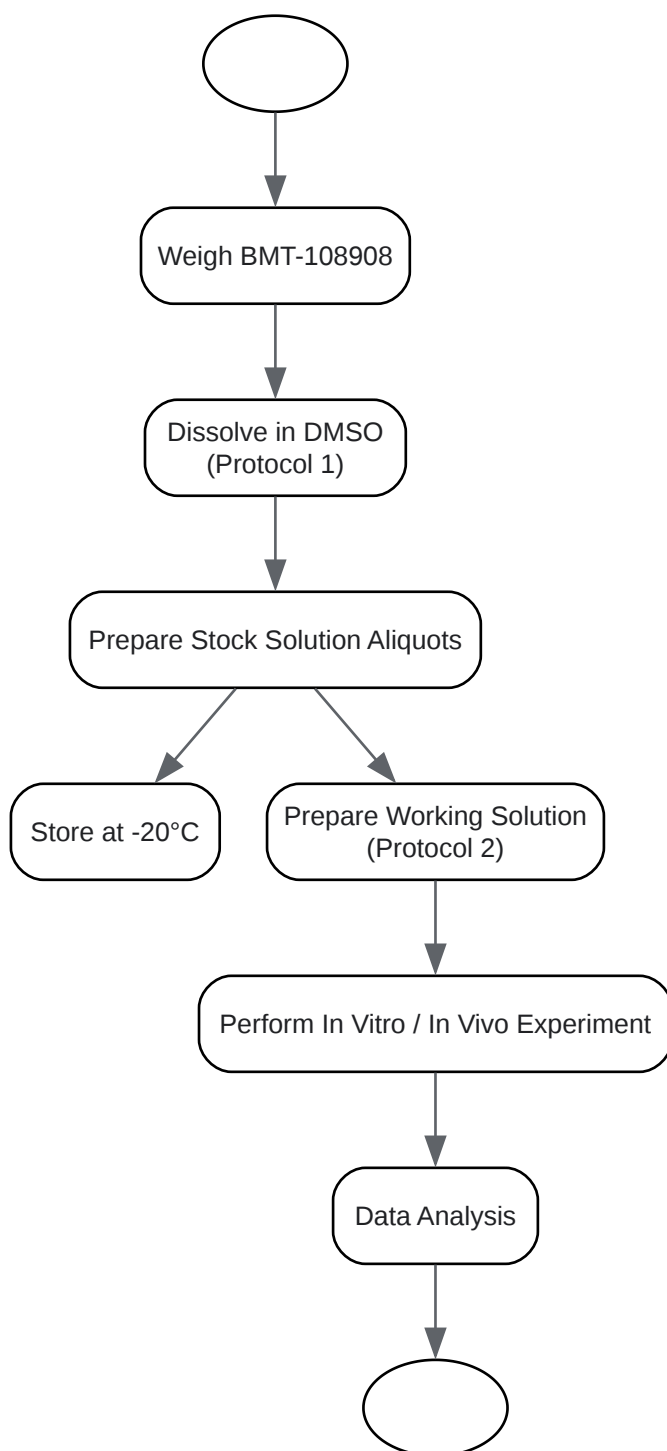 Weigh BMT-108908
Dissolve in DMSO
(Protocol 1)
Prepare Stock Solution Aliquots
Store at -20°C
Prepare Working Solution
(Protocol 2)
Perform In Vitro / In Vivo Experiment
Data Analysis